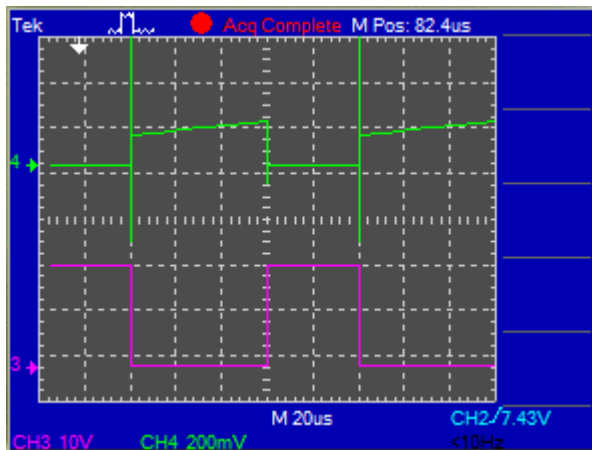 Tek Acq Complete M Pos: 82.4us
4
3
M 20us CH2 7.43V
CH3 10V CH4 200mV <10Hz